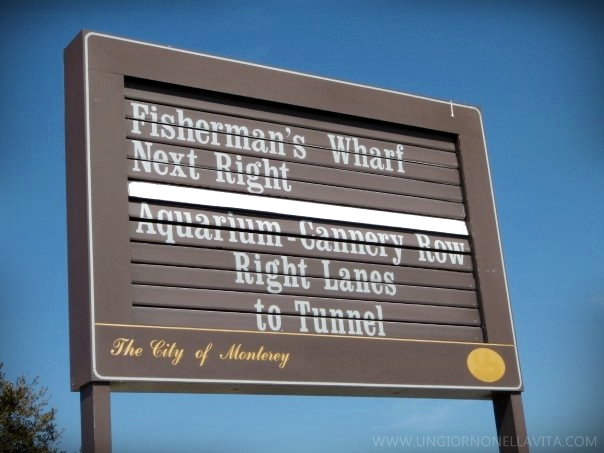 Fisherman's Wharf
Next Right
Aquarium - Cannery Row
Right Lanes
to Tunnel
The City of Monterey
WWW.UNGIORNONELLAVITA.COM